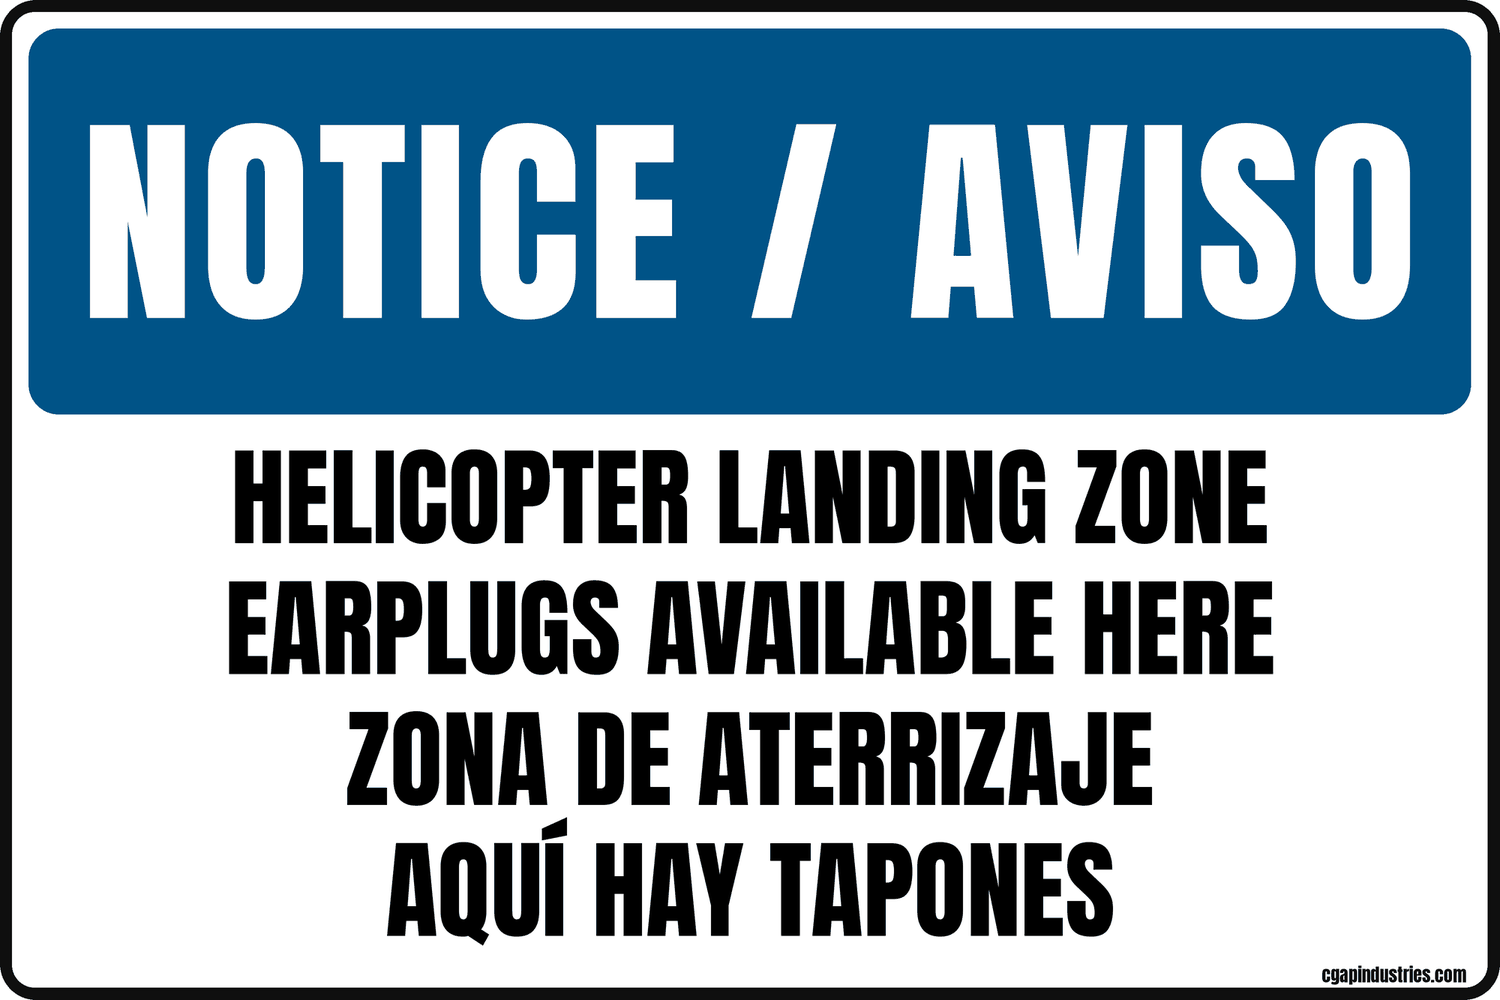 NOTICE / AVISO
HELICOPTER LANDING ZONE
EARPLUGS AVAILABLE HERE
ZONA DE ATERRIZAJE
AQUÍ HAY TAPONES
cgapindustries.com